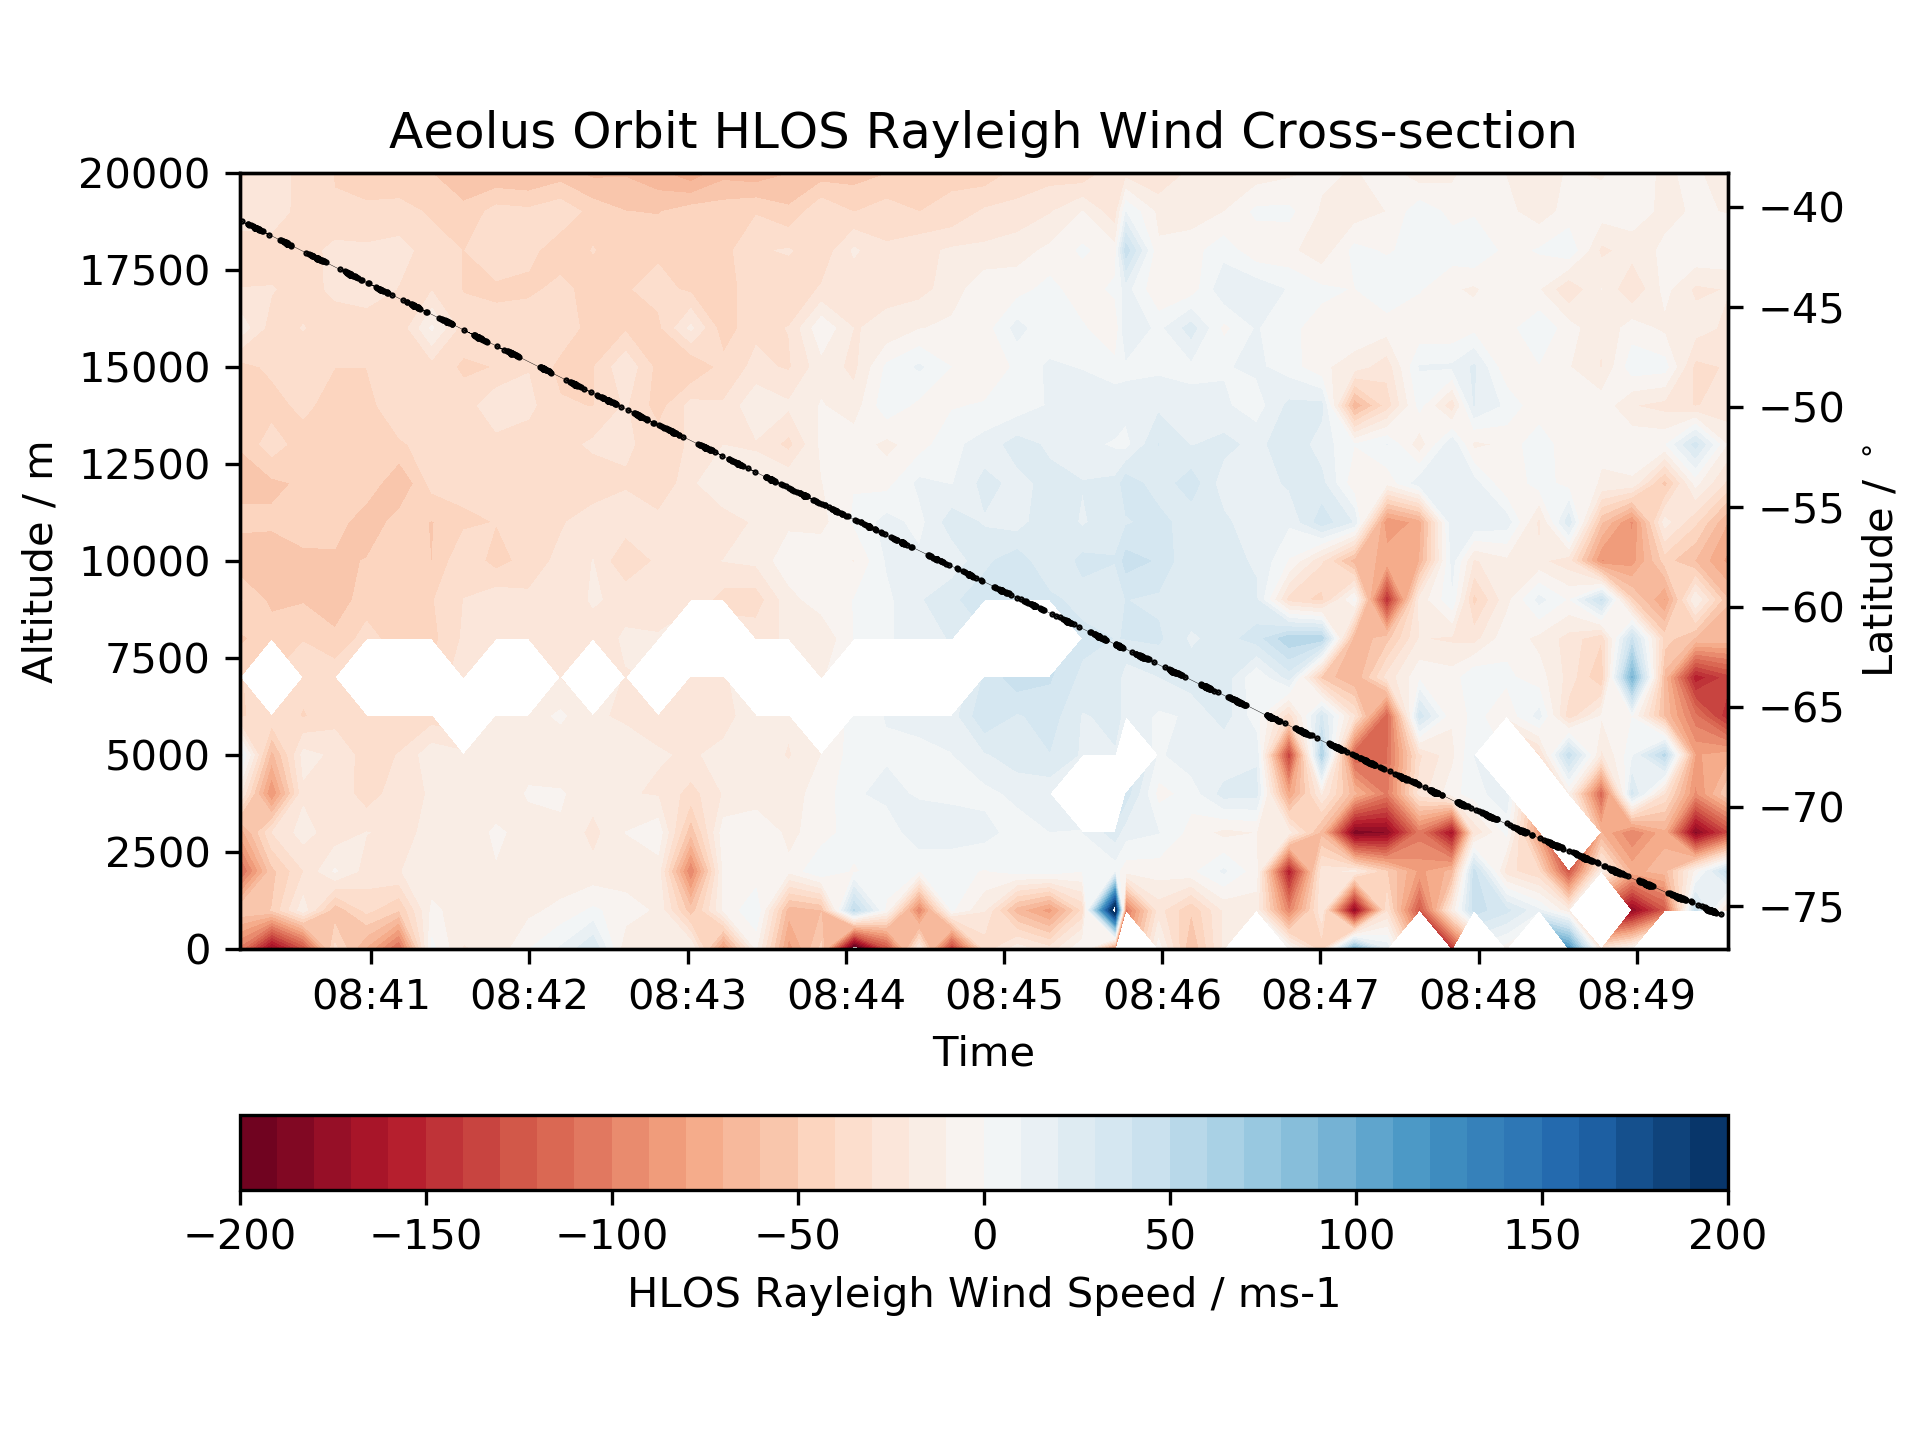 Aeolus Orbit HLOS Rayleigh Wind Cross-section
20000
17500
15000
12500
10000
7500
5000
2500
0
Altitude / m
−40
−45
−50
−55
−60
−65
−70
−75
Latitude / °
08:41 08:42 08:43 08:44 08:45 08:46 08:47 08:48 08:49
Time
−200 −150 −100 −50 0 50 100 150 200
HLOS Rayleigh Wind Speed / ms-1